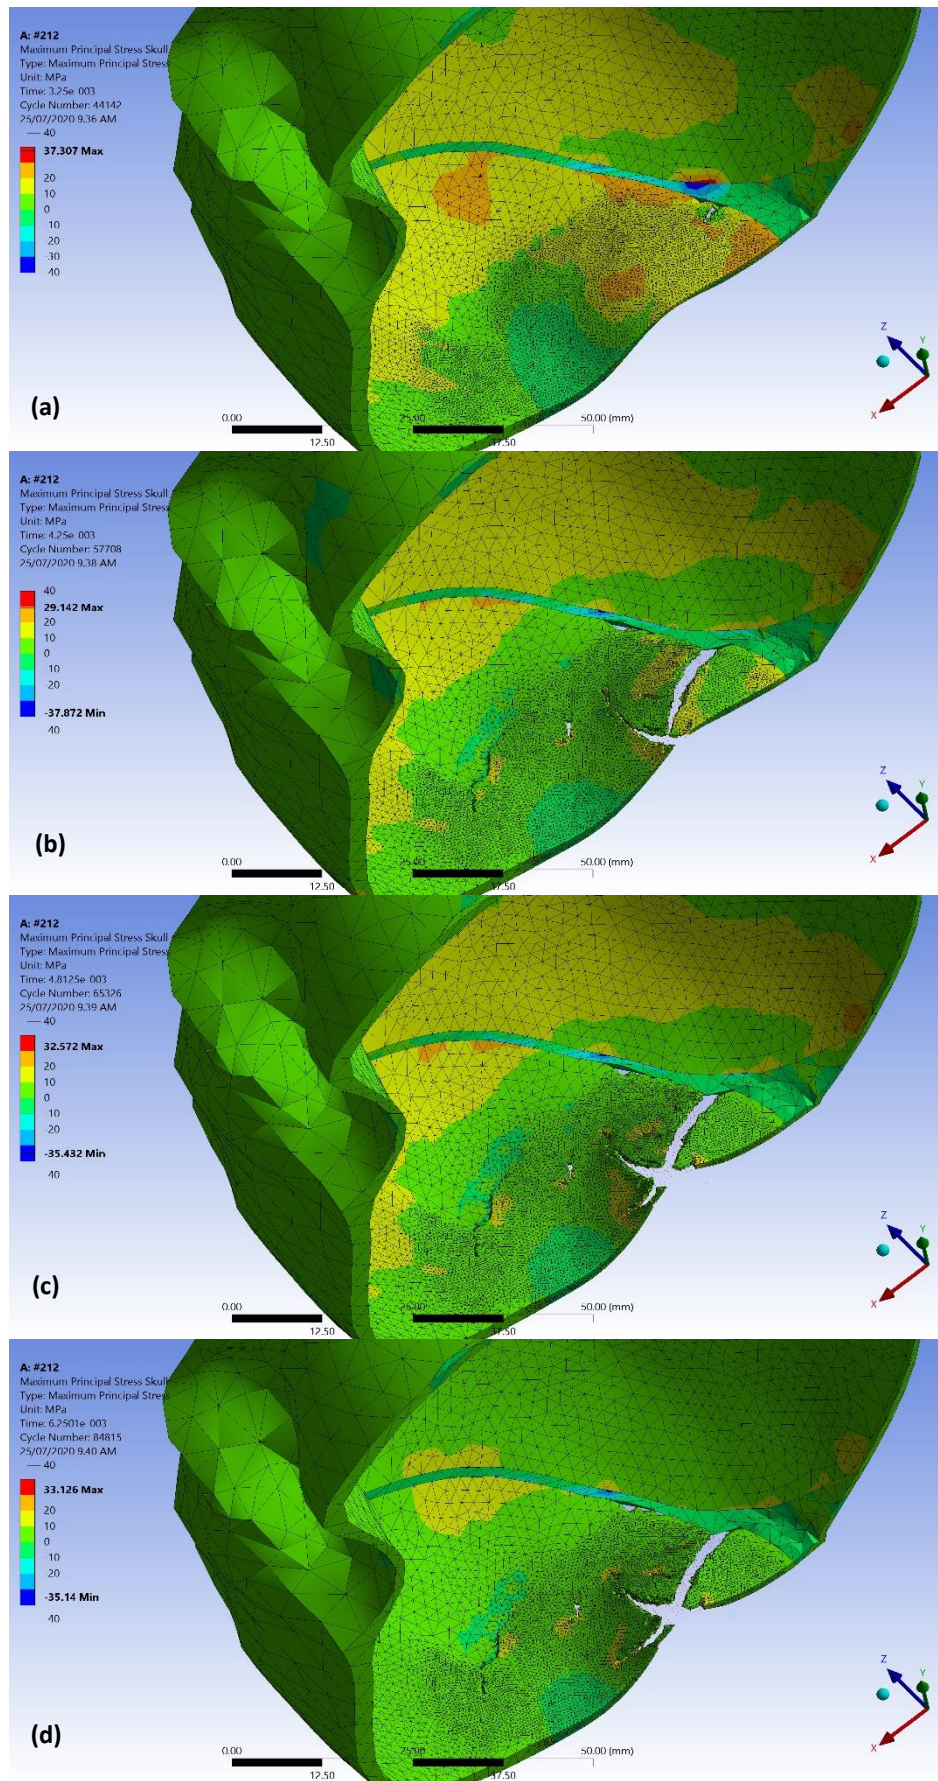 A: #212
Maximum Principal Stress Skull
Type: Maximum Principal Stress
Unit: MPa
Time: 3.25e 003
Cycle Number: 44142
25/07/2020 9.36 AM
40
37.307 Max
20
10
0
-10
-20
-30
40
(a)
0.00
25.00
50.00 (mm)
12.50
37.50
Z
Y
X
A: #212
Maximum Principal Stress Skull
Type: Maximum Principal Stress
Unit: MPa
Time: 4.25e 003
Cycle Number: 57708
25/07/2020 9.38 AM
40
29.142 Max
20
10
0
-10
-20
-37.872 Min
40
(b)
0.00
25.00
50.00 (mm)
12.50
37.50
Z
Y
X
A: #212
Maximum Principal Stress Skull
Type: Maximum Principal Stress
Unit: MPa
Time: 4.8125e 003
Cycle Number: 65326
25/07/2020 9.39 AM
40
32.572 Max
20
10
0
-10
20
-35.432 Min
40
(c)
0.00
25.00
50.00 (mm)
12.50
37.50
Z
Y
X
A: #212
Maximum Principal Stress Skull
Type: Maximum Principal Stress
Unit: MPa
Time: 6.2501e 003
Cycle Number: 84815
25/07/2020 9.40 AM
40
33.126 Max
20
10
0
-10
20
-35.14 Min
40
(d)
0.00
25.00
50.00 (mm)
12.50
37.50
Z
Y
X